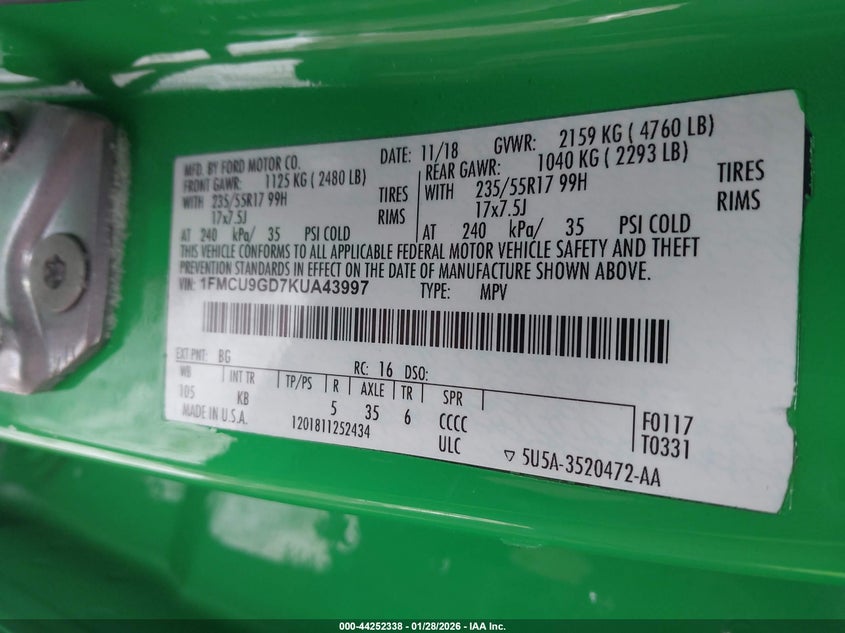 MFD. BY FORD MOTOR CO. DATE: 11/18 GVWR: 2159 KG ( 4760 LB)
FRONT GAWR: 1125 KG ( 2480 LB) REAR GAWR: 1040 KG ( 2293 LB)
WITH 235/55R17 99H TIRES WITH 235/55R17 99H TIRES
17x7.5J RIMS 17x7.5J RIMS
AT 240 kPa/ 35 PSI COLD AT 240 kPa/ 35 PSI COLD
THIS VEHICLE CONFORMS TO ALL APPLICABLE FEDERAL MOTOR VEHICLE SAFETY AND THEFT
PREVENTION STANDARDS IN EFFECT ON THE DATE OF MANUFACTURE SHOWN ABOVE.
VIN: 1FMCU9GD7KUA43997 TYPE: MPV
EXT PNT: BG RC: 16 DSO:
WB INT TR TP/PS R AXLE TR SPR
105 KB 5 35 6 CCCC F0117
MADE IN U.S.A. 1201811252434 ULC T0331
5U5A-3520472-AA
000-44252338 | 01/28/2026 - IAA Inc.